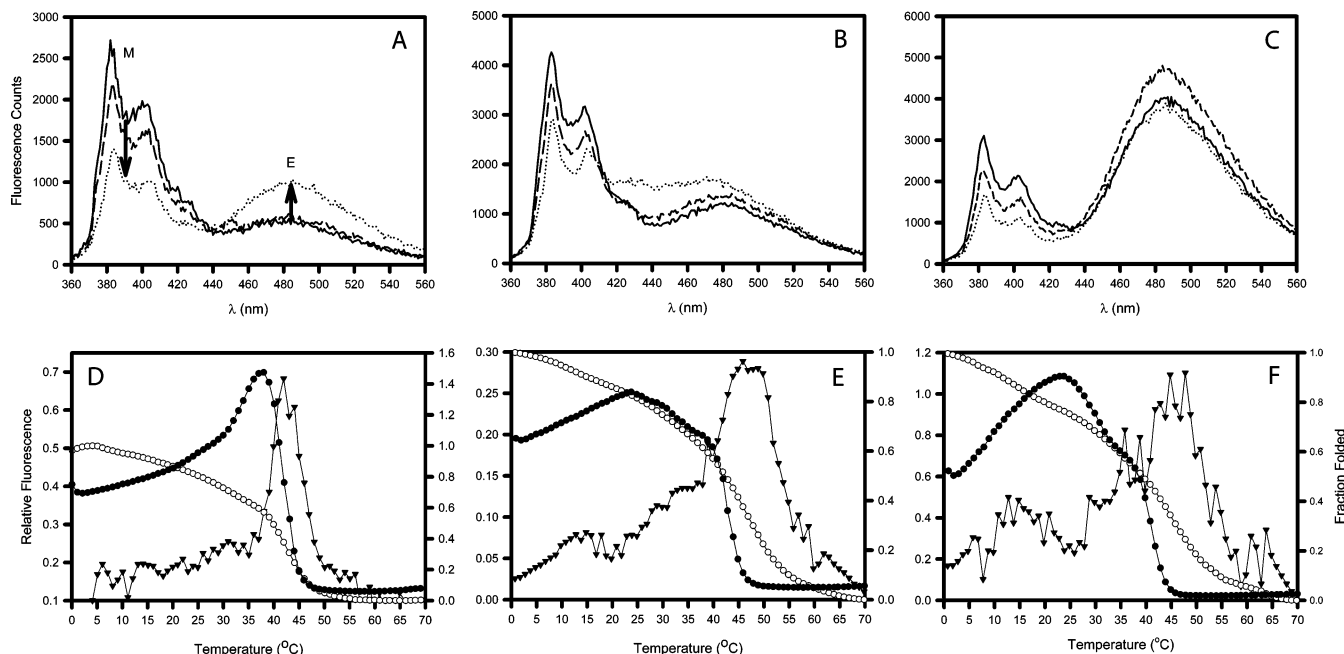 A
B
C
M
E
Fluorescence Counts
3000
2500
2000
1500
1000
500
0
360 380 400 420 440 460 480 500 520 540 560
λ (nm)
5000
4000
3000
2000
1000
0
360 380 400 420 440 460 480 500 520 540 560
λ (nm)
6000
5000
4000
3000
2000
1000
0
360 380 400 420 440 460 480 500 520 540 560
λ (nm)
D
E
F
Relative Fluorescence
0.7
0.6
0.5
0.4
0.3
0.2
0.1
1.6
1.4
1.2
1.0
0.8
0.6
0.4
0.2
0.0
0 5 10 15 20 25 30 35 40 45 50 55 60 65 70
Temperature (°C)
0.30
0.25
0.20
0.15
0.10
0.05
0.00
1.0
0.8
0.6
0.4
0.2
0.0
0 5 10 15 20 25 30 35 40 45 50 55 60 65 70
Temperature (°C)
1.2
1.0
0.8
0.6
0.4
0.2
0.0
1.0
0.8
0.6
0.4
0.2
0.0
0 5 10 15 20 25 30 35 40 45 50 55 60 65 70
Temperature (°C)
Fraction Folded